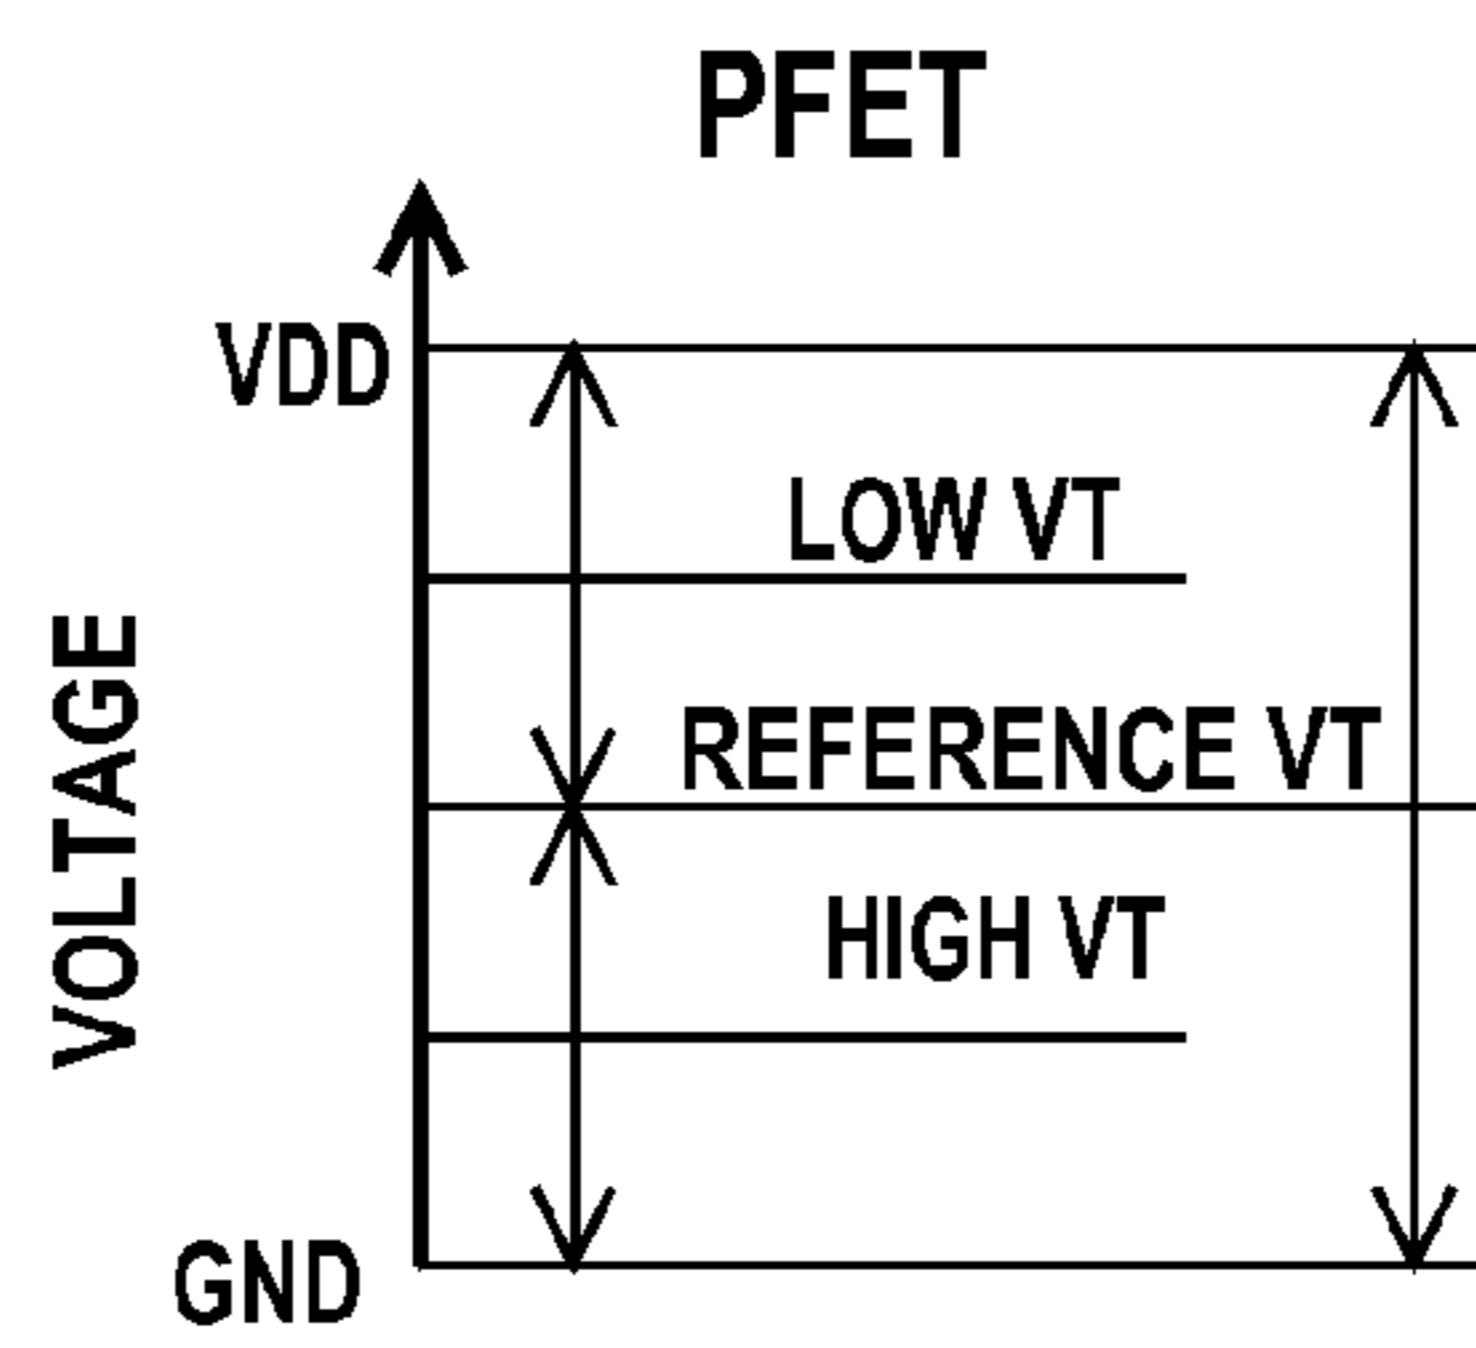 PFET
VDD
LOW VT
REFERENCE VT
HIGH VT
VOLTAGE
GND